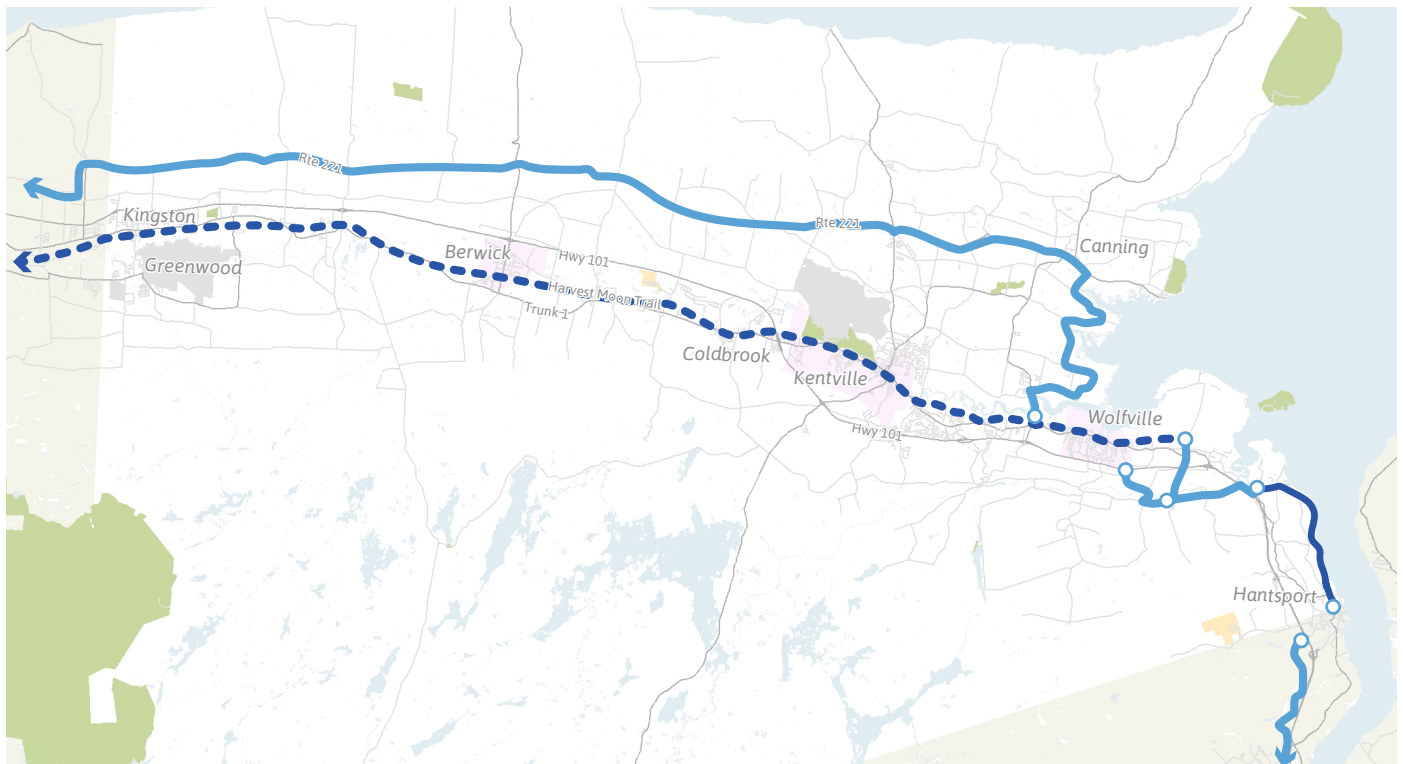 Rte 221
Kingston
Rte 221
Canning
Berwick
Hwy 101
Greenwood
Harvest Moon Trail
Trunk 1
Coldbrook
Kentville
Wolfville
Hwy 101
Hantsport